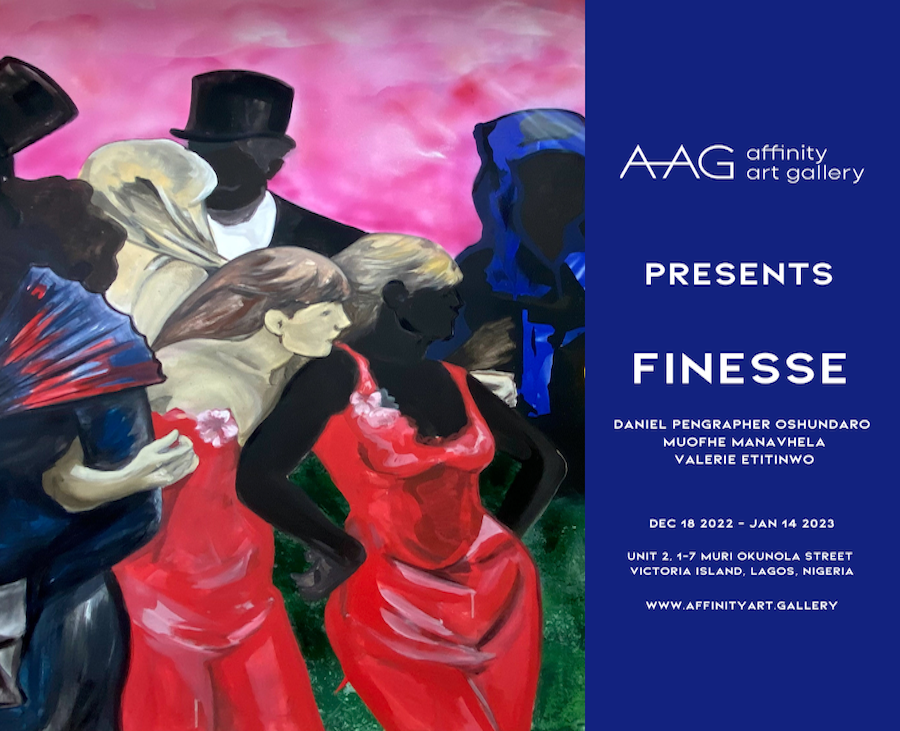 AAG affinity
art gallery
PRESENTS
FINESSE
DANIEL PENGRAPHER OSHUNDARO
MUOFHE MANAVHELA
VALERIE ETITINWO
DEC 18 2022 – JAN 14 2023
UNIT 2, 1-7 MURI OKUNOLA STREET
VICTORIA ISLAND, LAGOS, NIGERIA
WWW.AFFINITYART.GALLERY